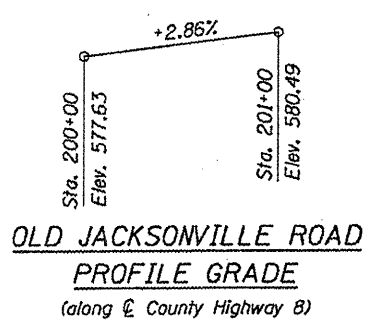 +2.86%
Sta. 200+00
Elev. 577.63
Sta. 201+00
Elev. 580.49
OLD JACKSONVILLE ROAD
PROFILE GRADE
(along ℄ County Highway 8)